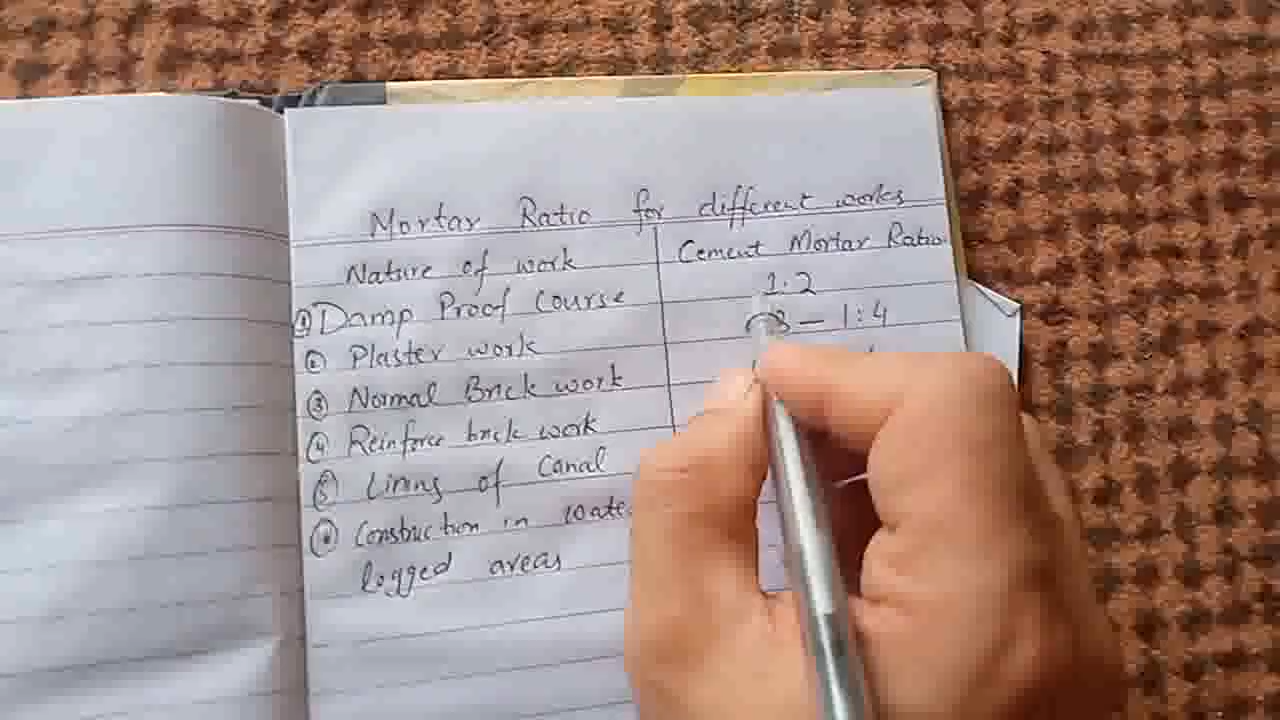 Mortar Ratio for different works
Nature of work Cement Mortar Ratio
① Damp Proof Course 1:2
② Plaster work 3 — 1:4
③ Normal Brick work
④ Reinforce brick work
⑤ Lining of Canal
⑥ Construction in
logged areas